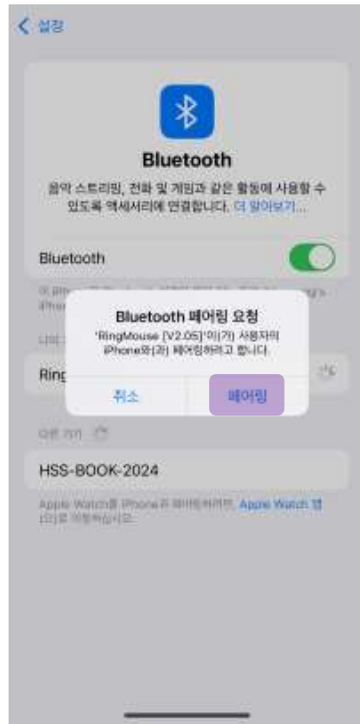 설정
Bluetooth
음악 스트리밍, 전화 및 게임과 같은 활동에 사용할 수
있도록 액세서리에 연결합니다. 더 알아보기...
Bluetooth
Bluetooth 페어링 요청
'RingMouse [V2.05]'이(가) 사용자의
iPhone와(과) 페어링하려고 합니다.
Ring
취소
페어링
다른 기기
HSS-BOOK-2024
Apple Watch를 iPhone과 페어링하려면, Apple Watch 앱
(으)로 이동하십시오.